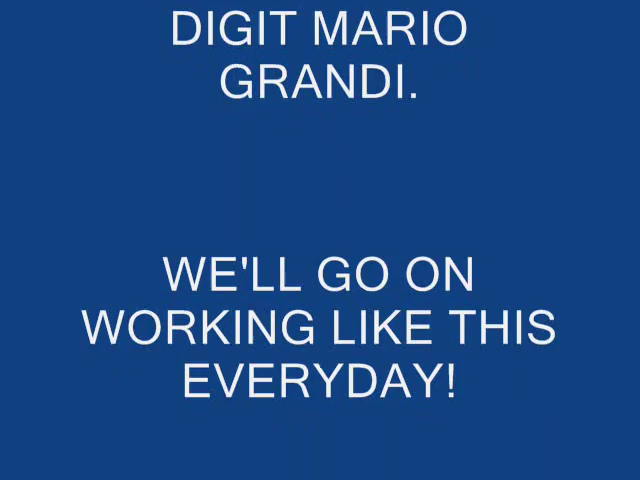 DIGIT MARIO
GRANDI.
WE'LL GO ON
WORKING LIKE THIS
EVERYDAY!